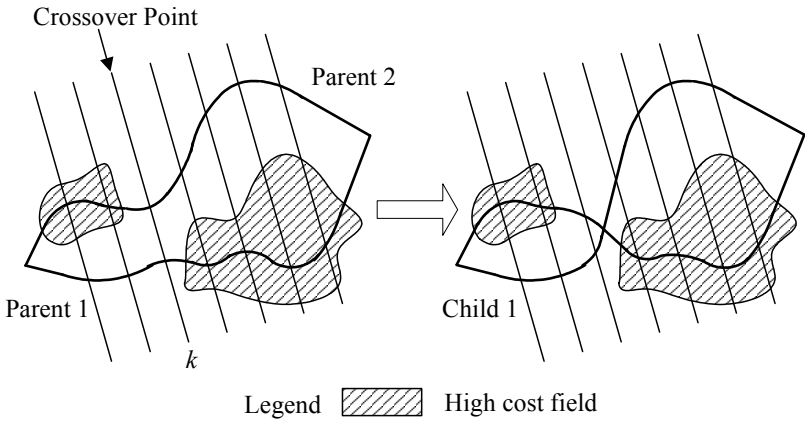 Crossover Point
Parent 2
Parent 1
Child 1
k
Legend
High cost field